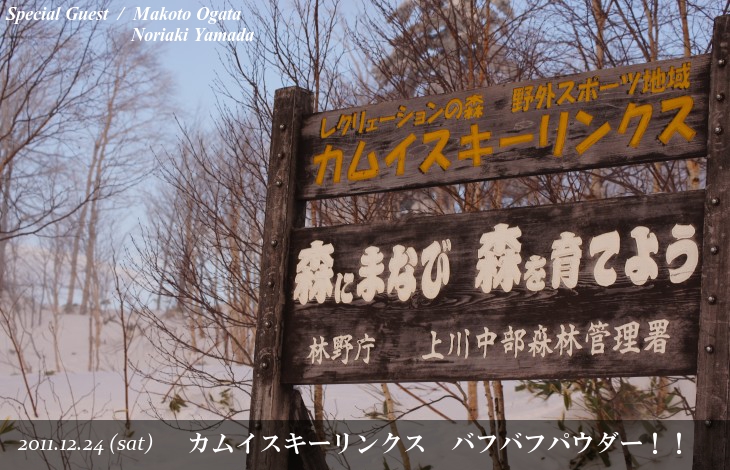 Special Guest / Makoto Ogata
Noriaki Yamada
レクリェーションの森 野外スポーツ地域
カムイスキーリンクス
森にまなび 森を育てよう
林野庁 上川中部森林管理署
2011.12.24 (sat) カムイスキーリンクス バフバフパウダー！！